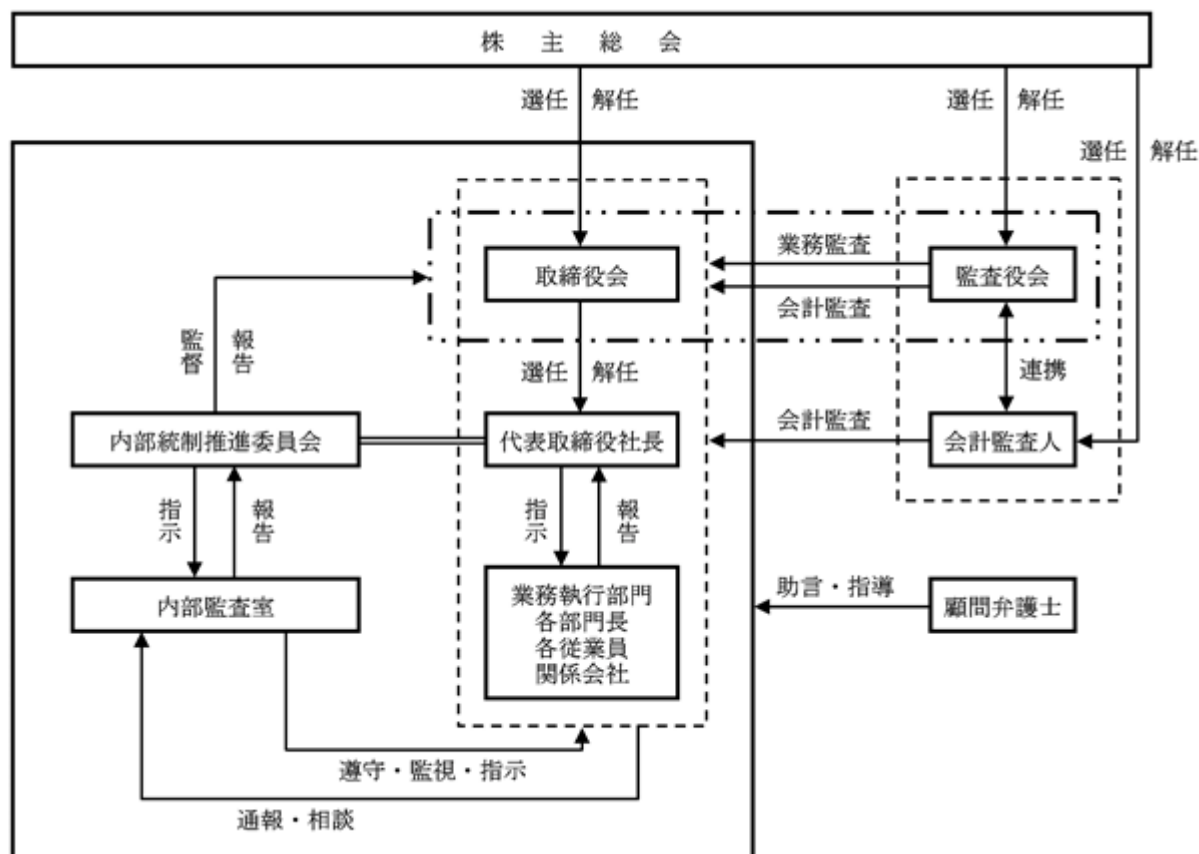 株主総会
選任 解任
選任 解任
選任 解任
業務監査
取締役会
監査役会
会計監査
監督 報告
選任 解任
連携
内部統制推進委員会
代表取締役社長
会計監査
会計監査人
指示 報告
指示 報告
内部監査室
業務執行部門
各部門長
各従業員
関係会社
助言・指導
顧問弁護士
遵守・監視・指示
通報・相談